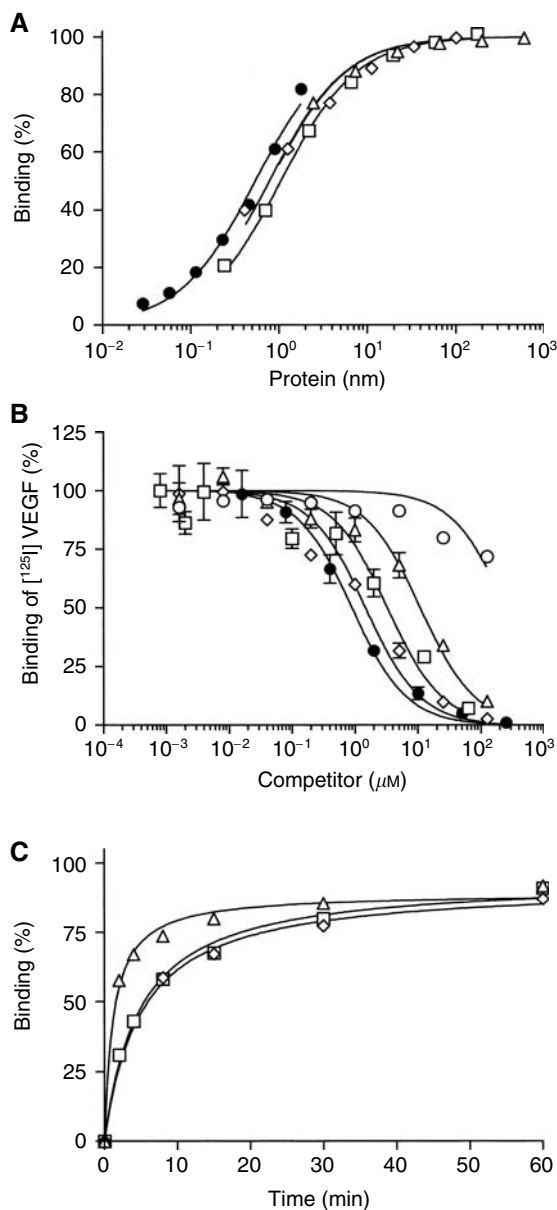 A
100
80
60
40
20
0
Binding (%)
10⁻² 10⁻¹ 10⁰ 10¹ 10² 10³
Protein (nm)
B
125
100
75
50
25
0
Binding of [¹²⁵I] VEGF (%)
10⁻⁴ 10⁻³ 10⁻² 10⁻¹ 10⁰ 10¹ 10² 10³
Competitor (μM)
C
100
75
50
25
0
Binding (%)
0 10 20 30 40 50 60
Time (min)